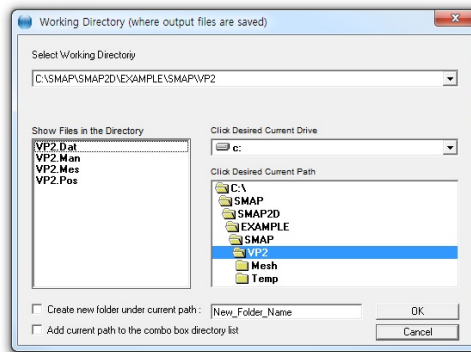 Working Directory (where output files are saved)
Select Working Directoriy
C:\SMAP\SMAP2D\EXAMPLE\SMAP\VP2
Show Files in the Directory
VP2.Dat
VP2.Man
VP2.Mes
VP2.Pos
Click Desired Current Drive
c:
Click Desired Current Path
C:\
SMAP
SMAP2D
EXAMPLE
SMAP
VP2
Mesh
Temp
Create new folder under current path :
New_Folder_Name
OK
Add current path to the combo box directory list
Cancel